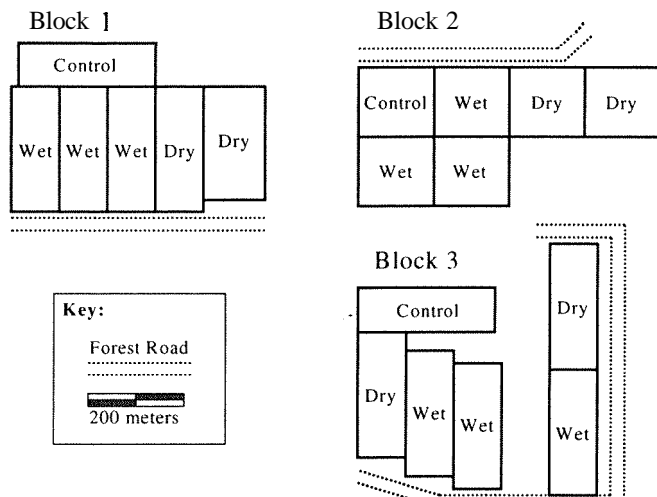 Block 1
Control
Wet Wet Wet Dry Dry
Block 2
Control Wet Dry Dry
Wet Wet
Block 3
Control
Dry Wet Wet
Dry
Wet
Key:
Forest Road
200 meters